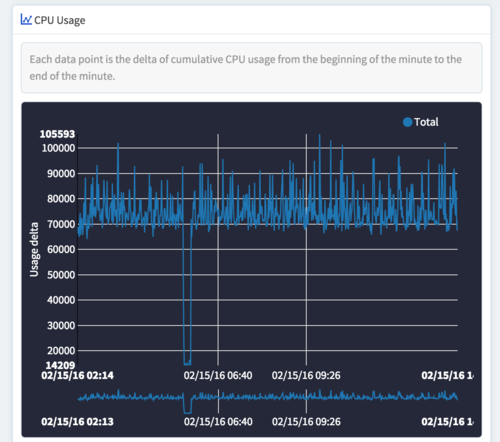 CPU Usage
Each data point is the delta of cumulative CPU usage from the beginning of the minute to the
end of the minute.
Total
105593
100000
90000
80000
70000
60000
50000
40000
30000
20000
14209
Usage delta
02/15/16 02:14 02/15/16 06:40 02/15/16 09:26 02/15/16 1
02/15/16 02:13 02/15/16 06:40 02/15/16 09:26 02/15/16 1